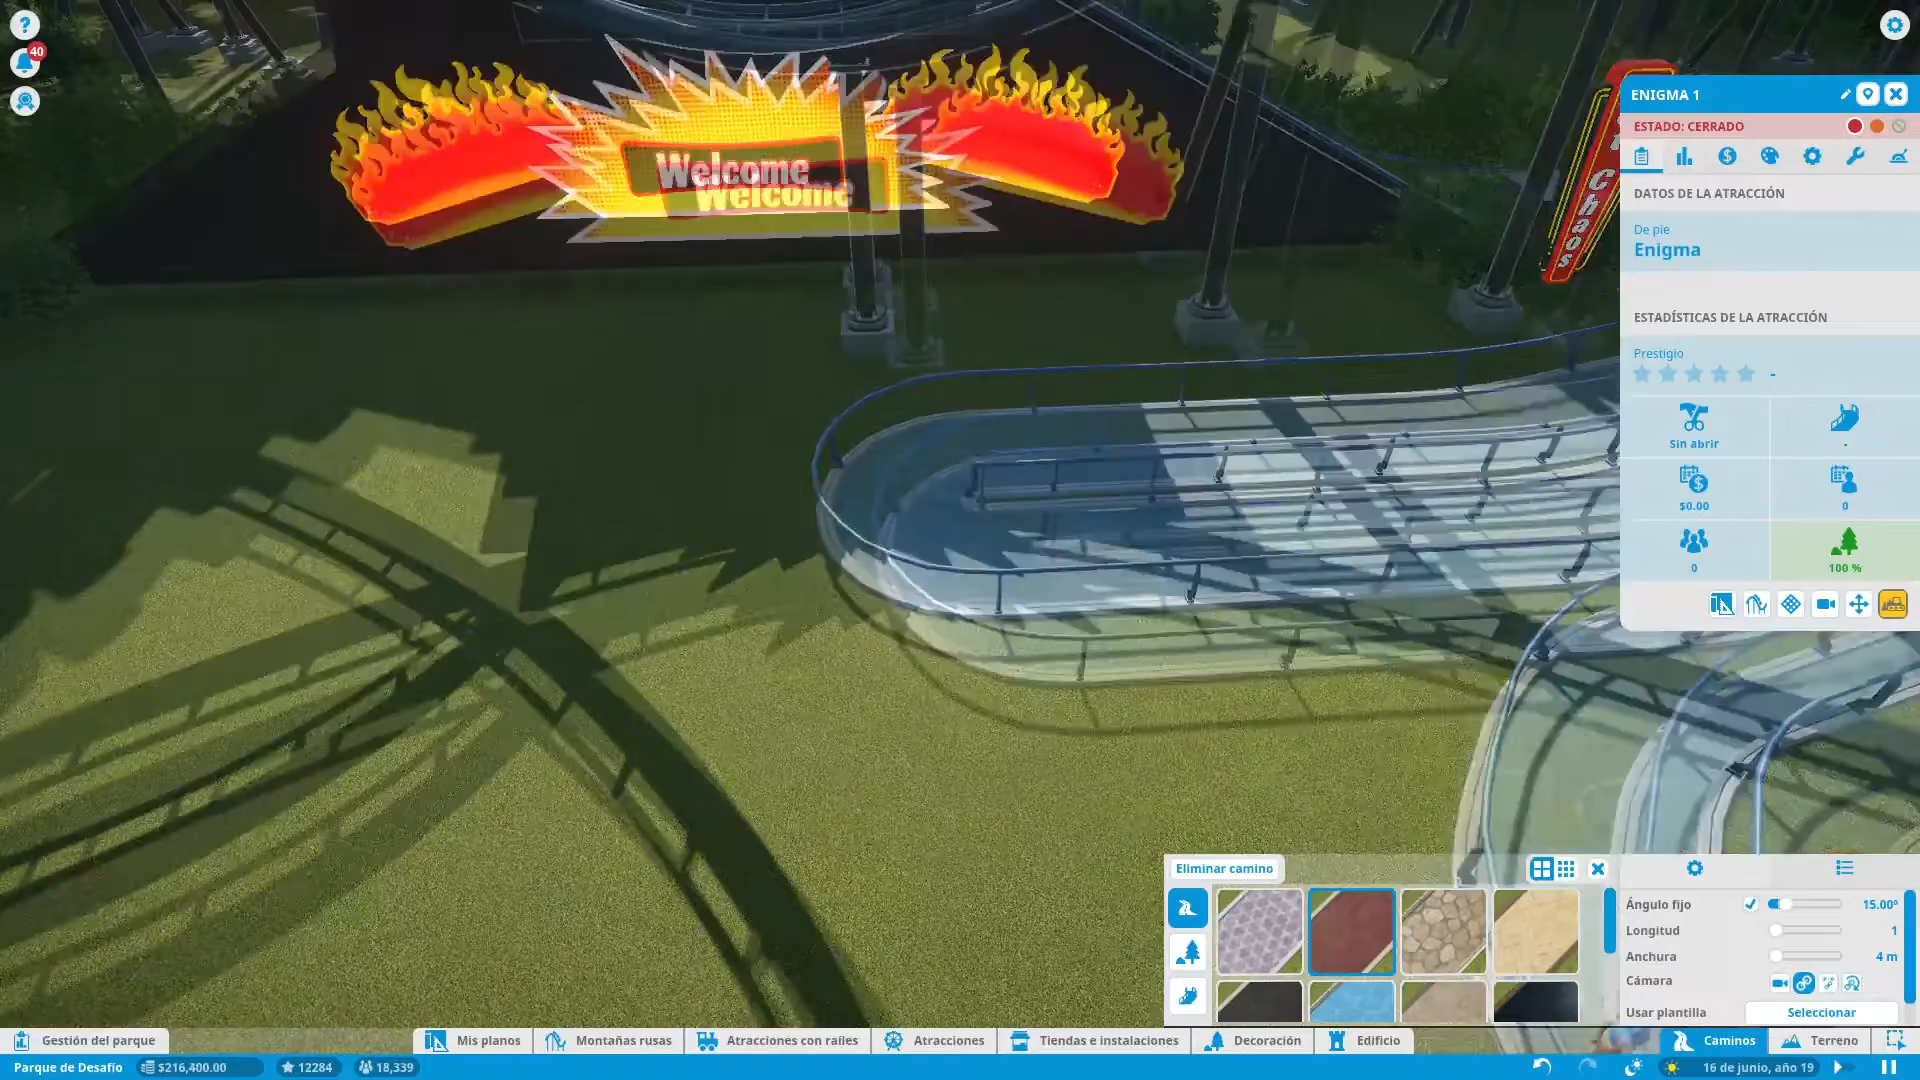 ?
40
Welcome
Welcome
Chaos
ENIGMA 1
ESTADO: CERRADO
DATOS DE LA ATRACCIÓN
De pie
Enigma
ESTADÍSTICAS DE LA ATRACCIÓN
Prestigio
-
Sin abrir
-
$0.00
0
0
100 %
Eliminar camino
Ángulo fijo
15.00°
Longitud
1
Anchura
4 m
Cámara
Usar plantilla
Seleccionar
Gestión del parque
Mis planos
Montañas rusas
Atracciones con raíles
Atracciones
Tiendas e instalaciones
Decoración
Edificio
Caminos
Terreno
Parque de Desafío
$216,400.00
12284
18,339
16 de junio, año 19